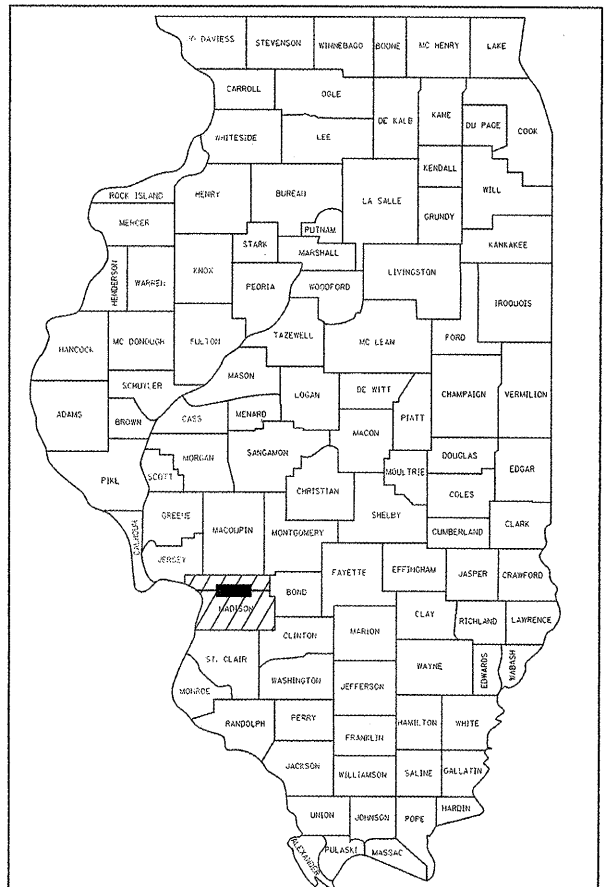 JO DAVIESS STEVENSON WINNEBAGO BOONE MC HENRY LAKE
CARROLL OGLE
DE KALB KANE DU PAGE COOK
WHITESIDE LEE
KENDALL
ROCK ISLAND HENRY BUREAU LA SALLE GRUNDY WILL
MERCER PUTNAM
STARK MARSHALL KANKAKEE
HENDERSON WARREN KNOX PEORIA WOODFORD LIVINGSTON IROQUOIS
HANCOCK MC DONOUGH FULTON TAZEWELL MC LEAN FORD
MASON
SCHUYLER LOGAN DE WITT CHAMPAIGN VERMILION
ADAMS BROWN CASS MENARD PIATT
MACON
MORGAN SANGAMON DOUGLAS EDGAR
PIKE SCOTT MOULTRIE
CHRISTIAN COLES
GREENE MACOUPIN SHELBY
CALHOUN MONTGOMERY CUMBERLAND CLARK
JERSEY
FAYETTE EFFINGHAM JASPER CRAWFORD
MADISON BOND
CLAY RICHLAND LAWRENCE
CLINTON MARION
ST. CLAIR WAYNE EDWARDS WABASH
MONROE WASHINGTON JEFFERSON
RANDOLPH PERRY HAMILTON WHITE
FRANKLIN
JACKSON WILLIAMSON SALINE GALLATIN
UNION JOHNSON POPE HARDIN
ALEXANDER PULASKI MASSAC